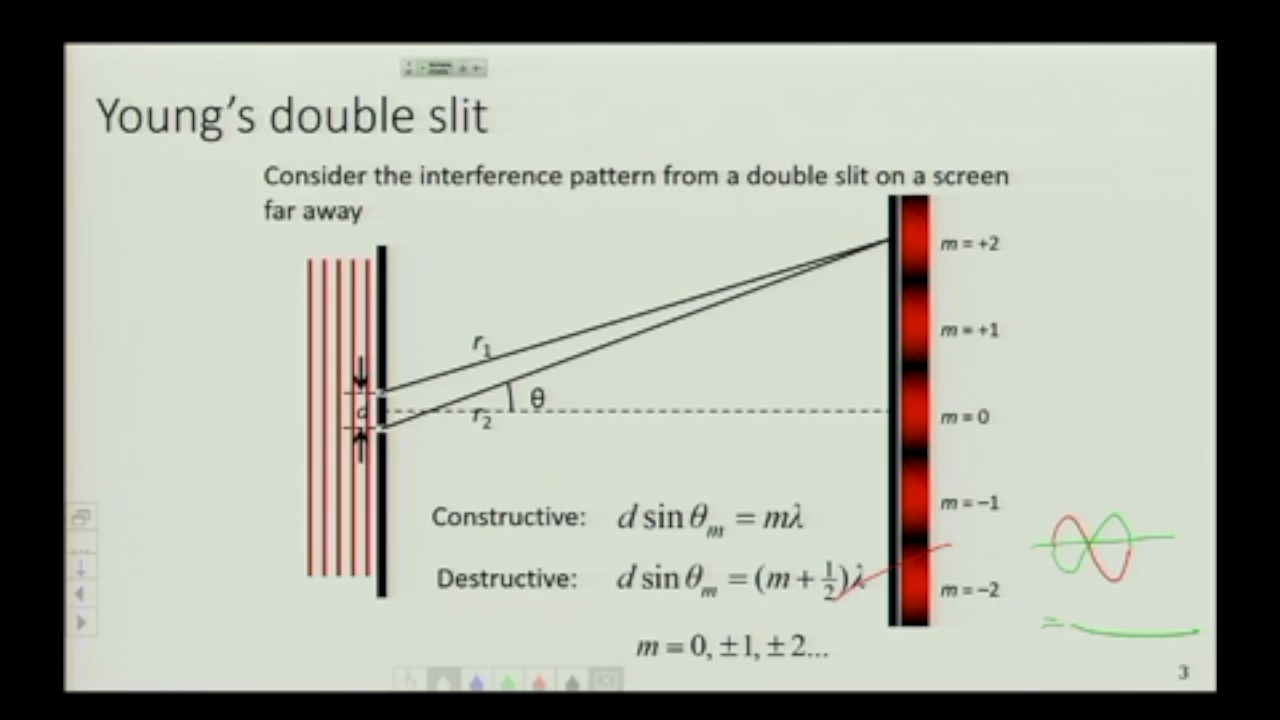 Young's double slit
Consider the interference pattern from a double slit on a screen
far away
m = +2
m = +1
r₁
θ
d
r₂
m = 0
m = −1
Constructive: d sin θₘ = mλ
Destructive: d sin θₘ = (m + ½)λ
m = −2
=
m = 0, ±1, ±2...
3